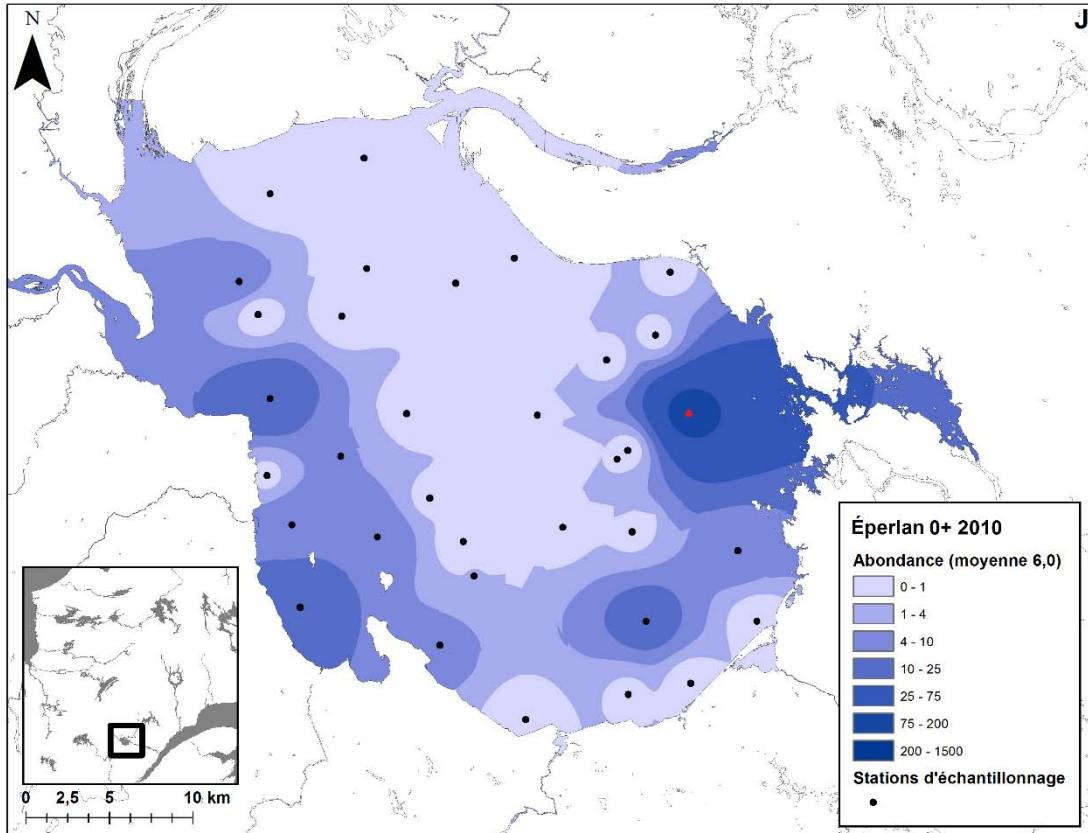 N
J
Éperlan 0+ 2010
Abondance (moyenne 6,0)
0 - 1
1 - 4
4 - 10
10 - 25
25 - 75
75 - 200
200 - 1500
Stations d'échantillonnage
0 2,5 5 10 km